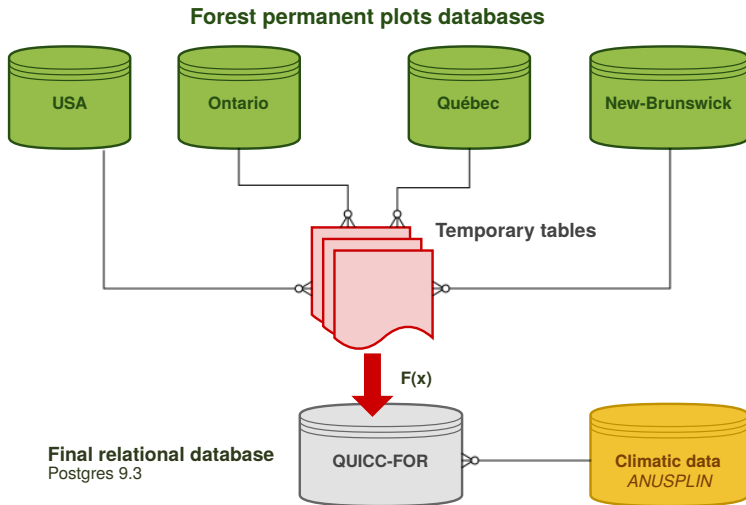 Forest permanent plots databases
USA
Ontario
Québec
New-Brunswick
Temporary tables
F(x)
Final relational database
Postgres 9.3
QUICC-FOR
Climatic data
ANUSPLIN